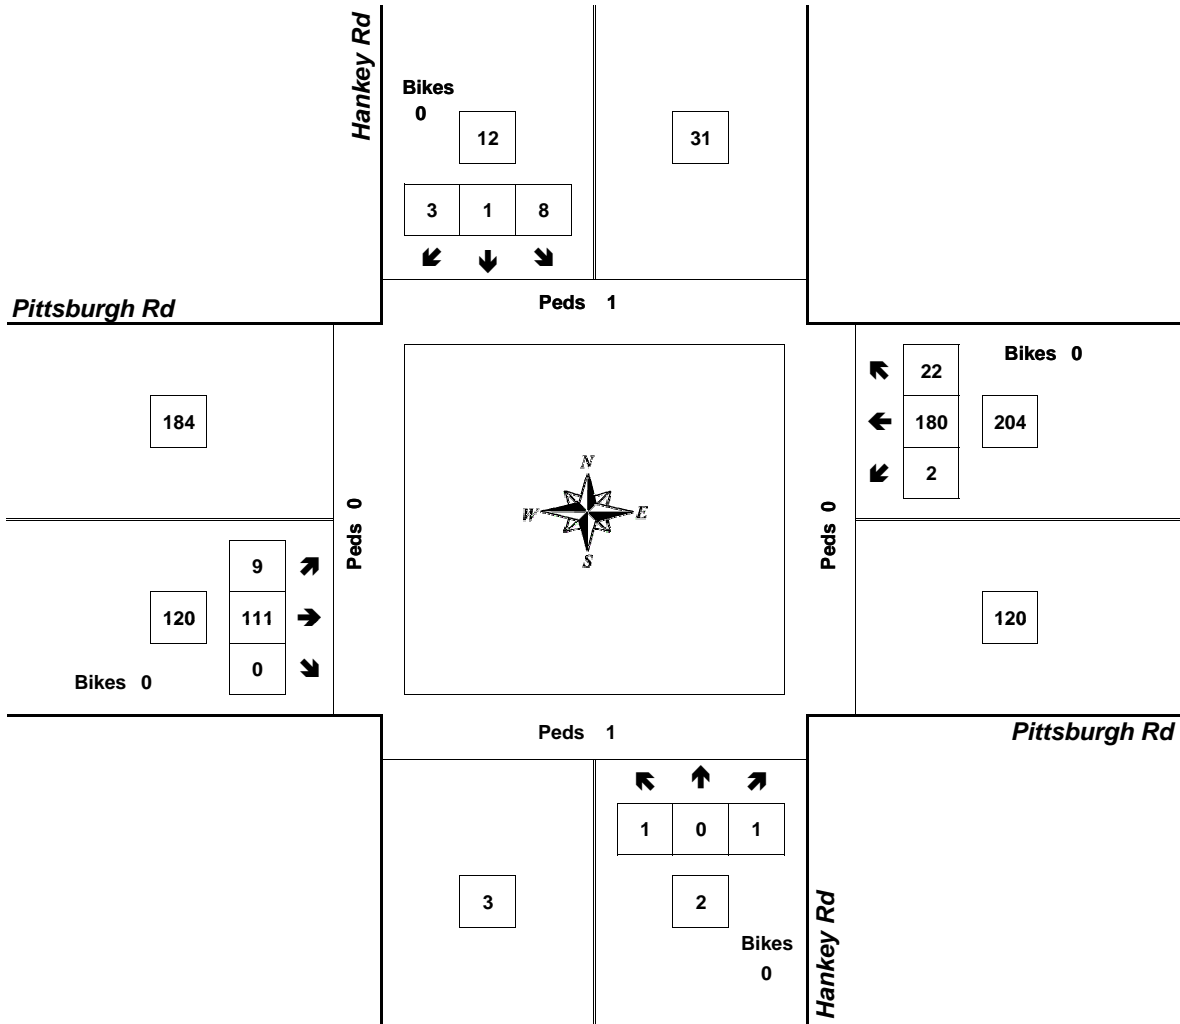 Hankey Rd
Bikes
0
12
31
3 1 8
Peds 1
Pittsburgh Rd
184
22
180
2
204
Bikes 0
N
W E
S
Peds 0
Peds 0
9
120 111
0
Bikes 0
120
Peds 1
Pittsburgh Rd
1 0 1
3
2
Bikes
0
Hankey Rd